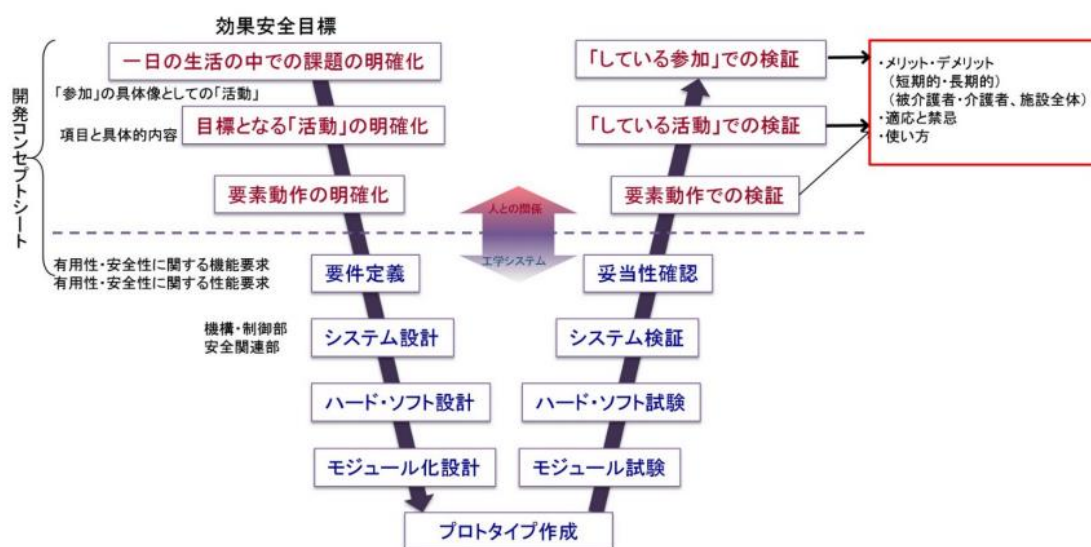 効果安全目標
一日の生活の中での課題の明確化
「参加」の具体像としての「活動」
項目と具体的内容
目標となる「活動」の明確化
要素動作の明確化
開発コンセプトシート
有用性・安全性に関する機能要求
有用性・安全性に関する性能要求
要件定義
機構・制御部
安全関連部
システム設計
ハード・ソフト設計
モジュール化設計
プロトタイプ作成
人との関係
工学システム
「している参加」での検証
「している活動」での検証
要素動作での検証
妥当性確認
システム検証
ハード・ソフト試験
モジュール試験
・メリット・デメリット
(短期的・長期的)
(被介護者・介護者、施設全体)
・適応と禁忌
・使い方